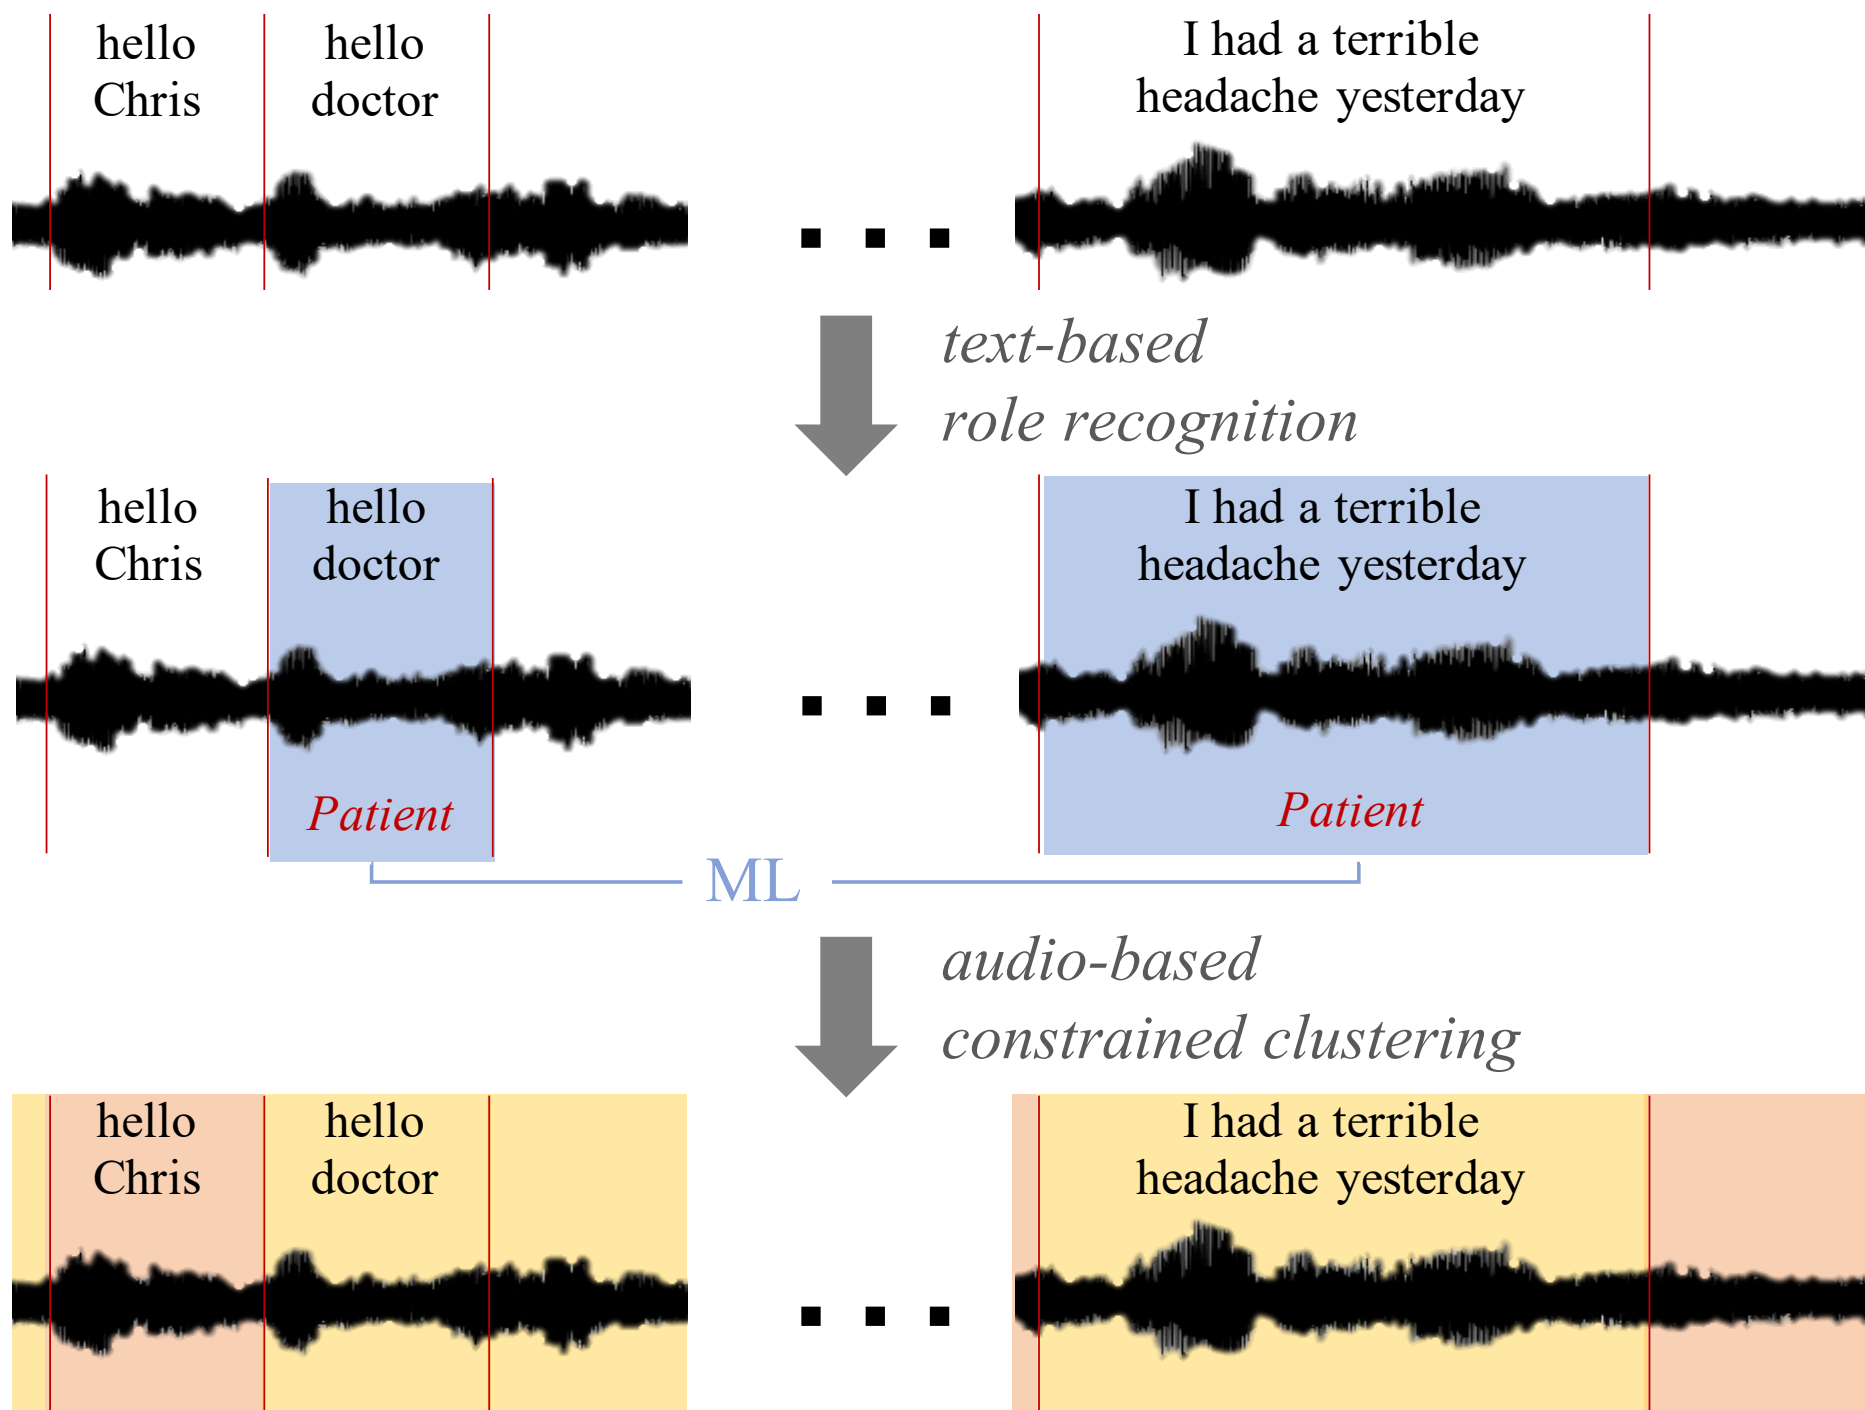 hello
Chris
hello
doctor
I had a terrible
headache yesterday
text-based
role recognition
hello
Chris
hello
doctor
I had a terrible
headache yesterday
Patient
Patient
ML
audio-based
constrained clustering
hello
Chris
hello
doctor
I had a terrible
headache yesterday